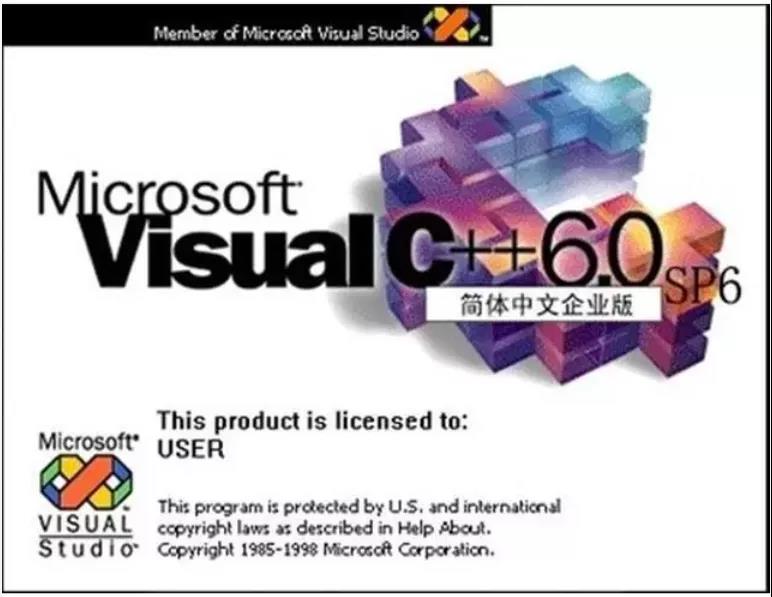 Member of Microsoft Visual Studio
Microsoft
Visual C++6.0 SP6
简体中文企业版
This product is licensed to:
USER
Microsoft
VISUAL
Studio
This program is protected by U.S. and international
copyright laws as described in Help About.
Copyright 1985-1998 Microsoft Corporation.